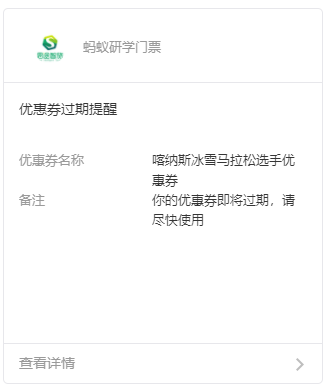 蚂蚁研学门票
优惠券过期提醒
优惠券名称
喀纳斯冰雪马拉松选手优
惠券
备注
你的优惠券即将过期，请
尽快使用
查看详情